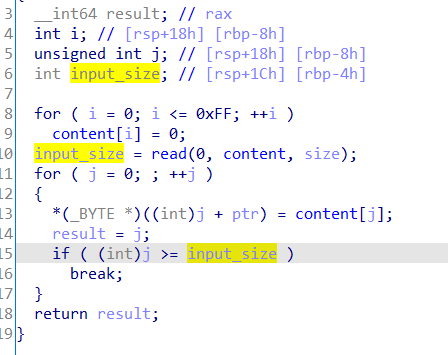 3 __int64 result; // rax
4 int i; // [rsp+18h] [rbp-8h]
5 unsigned int j; // [rsp+18h] [rbp-8h]
6 int input_size; // [rsp+1Ch] [rbp-4h]
7
8 for ( i = 0; i <= 0xFF; ++i )
9 content[i] = 0;
10 input_size = read(0, content, size);
11 for ( j = 0; ; ++j )
12 {
13 *(_BYTE *)((int)j + ptr) = content[j];
14 result = j;
15 if ( (int)j >= input_size )
16 break;
17 }
18 return result;
19 }